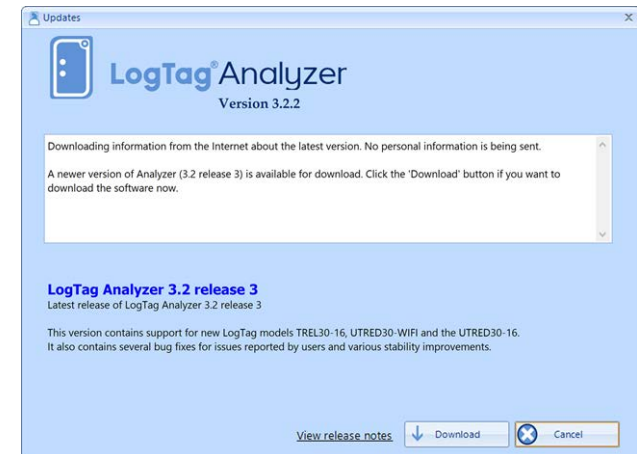 Updates
LogTag® Analyzer
Version 3.2.2
Downloading information from the Internet about the latest version. No personal information is being sent.
A newer version of Analyzer (3.2 release 3) is available for download. Click the 'Download' button if you want to
download the software now.
LogTag Analyzer 3.2 release 3
Latest release of LogTag Analyzer 3.2 release 3
This version contains support for new LogTag models TREL30-16, UTRED30-WIFI and the UTRED30-16.
It also contains several bug fixes for issues reported by users and various stability improvements.
View release notes Download Cancel